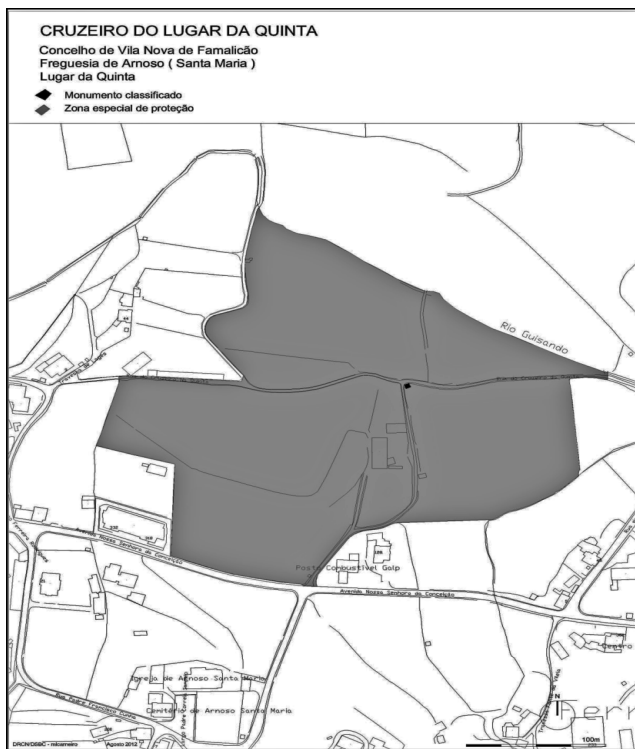 CRUZEIRO DO LUGAR DA QUINTA
Concelho de Vila Nova de Famalicão
Freguesia de Arnoso ( Santa Maria )
Lugar da Quinta
Monumento classificado
Zona especial de proteção
Rio Guisando
Avenida Nossa Senhora da Conceição
Posto Combustível Galp
Avenida Nossa Senhora da Conceição
Igreja de Arnoso Santa Maria
Cemitério de Arnoso Santa Maria
Centro
N
Ferr
DRCN/DSBC - mlcarneiro
Agosto 2012
100m